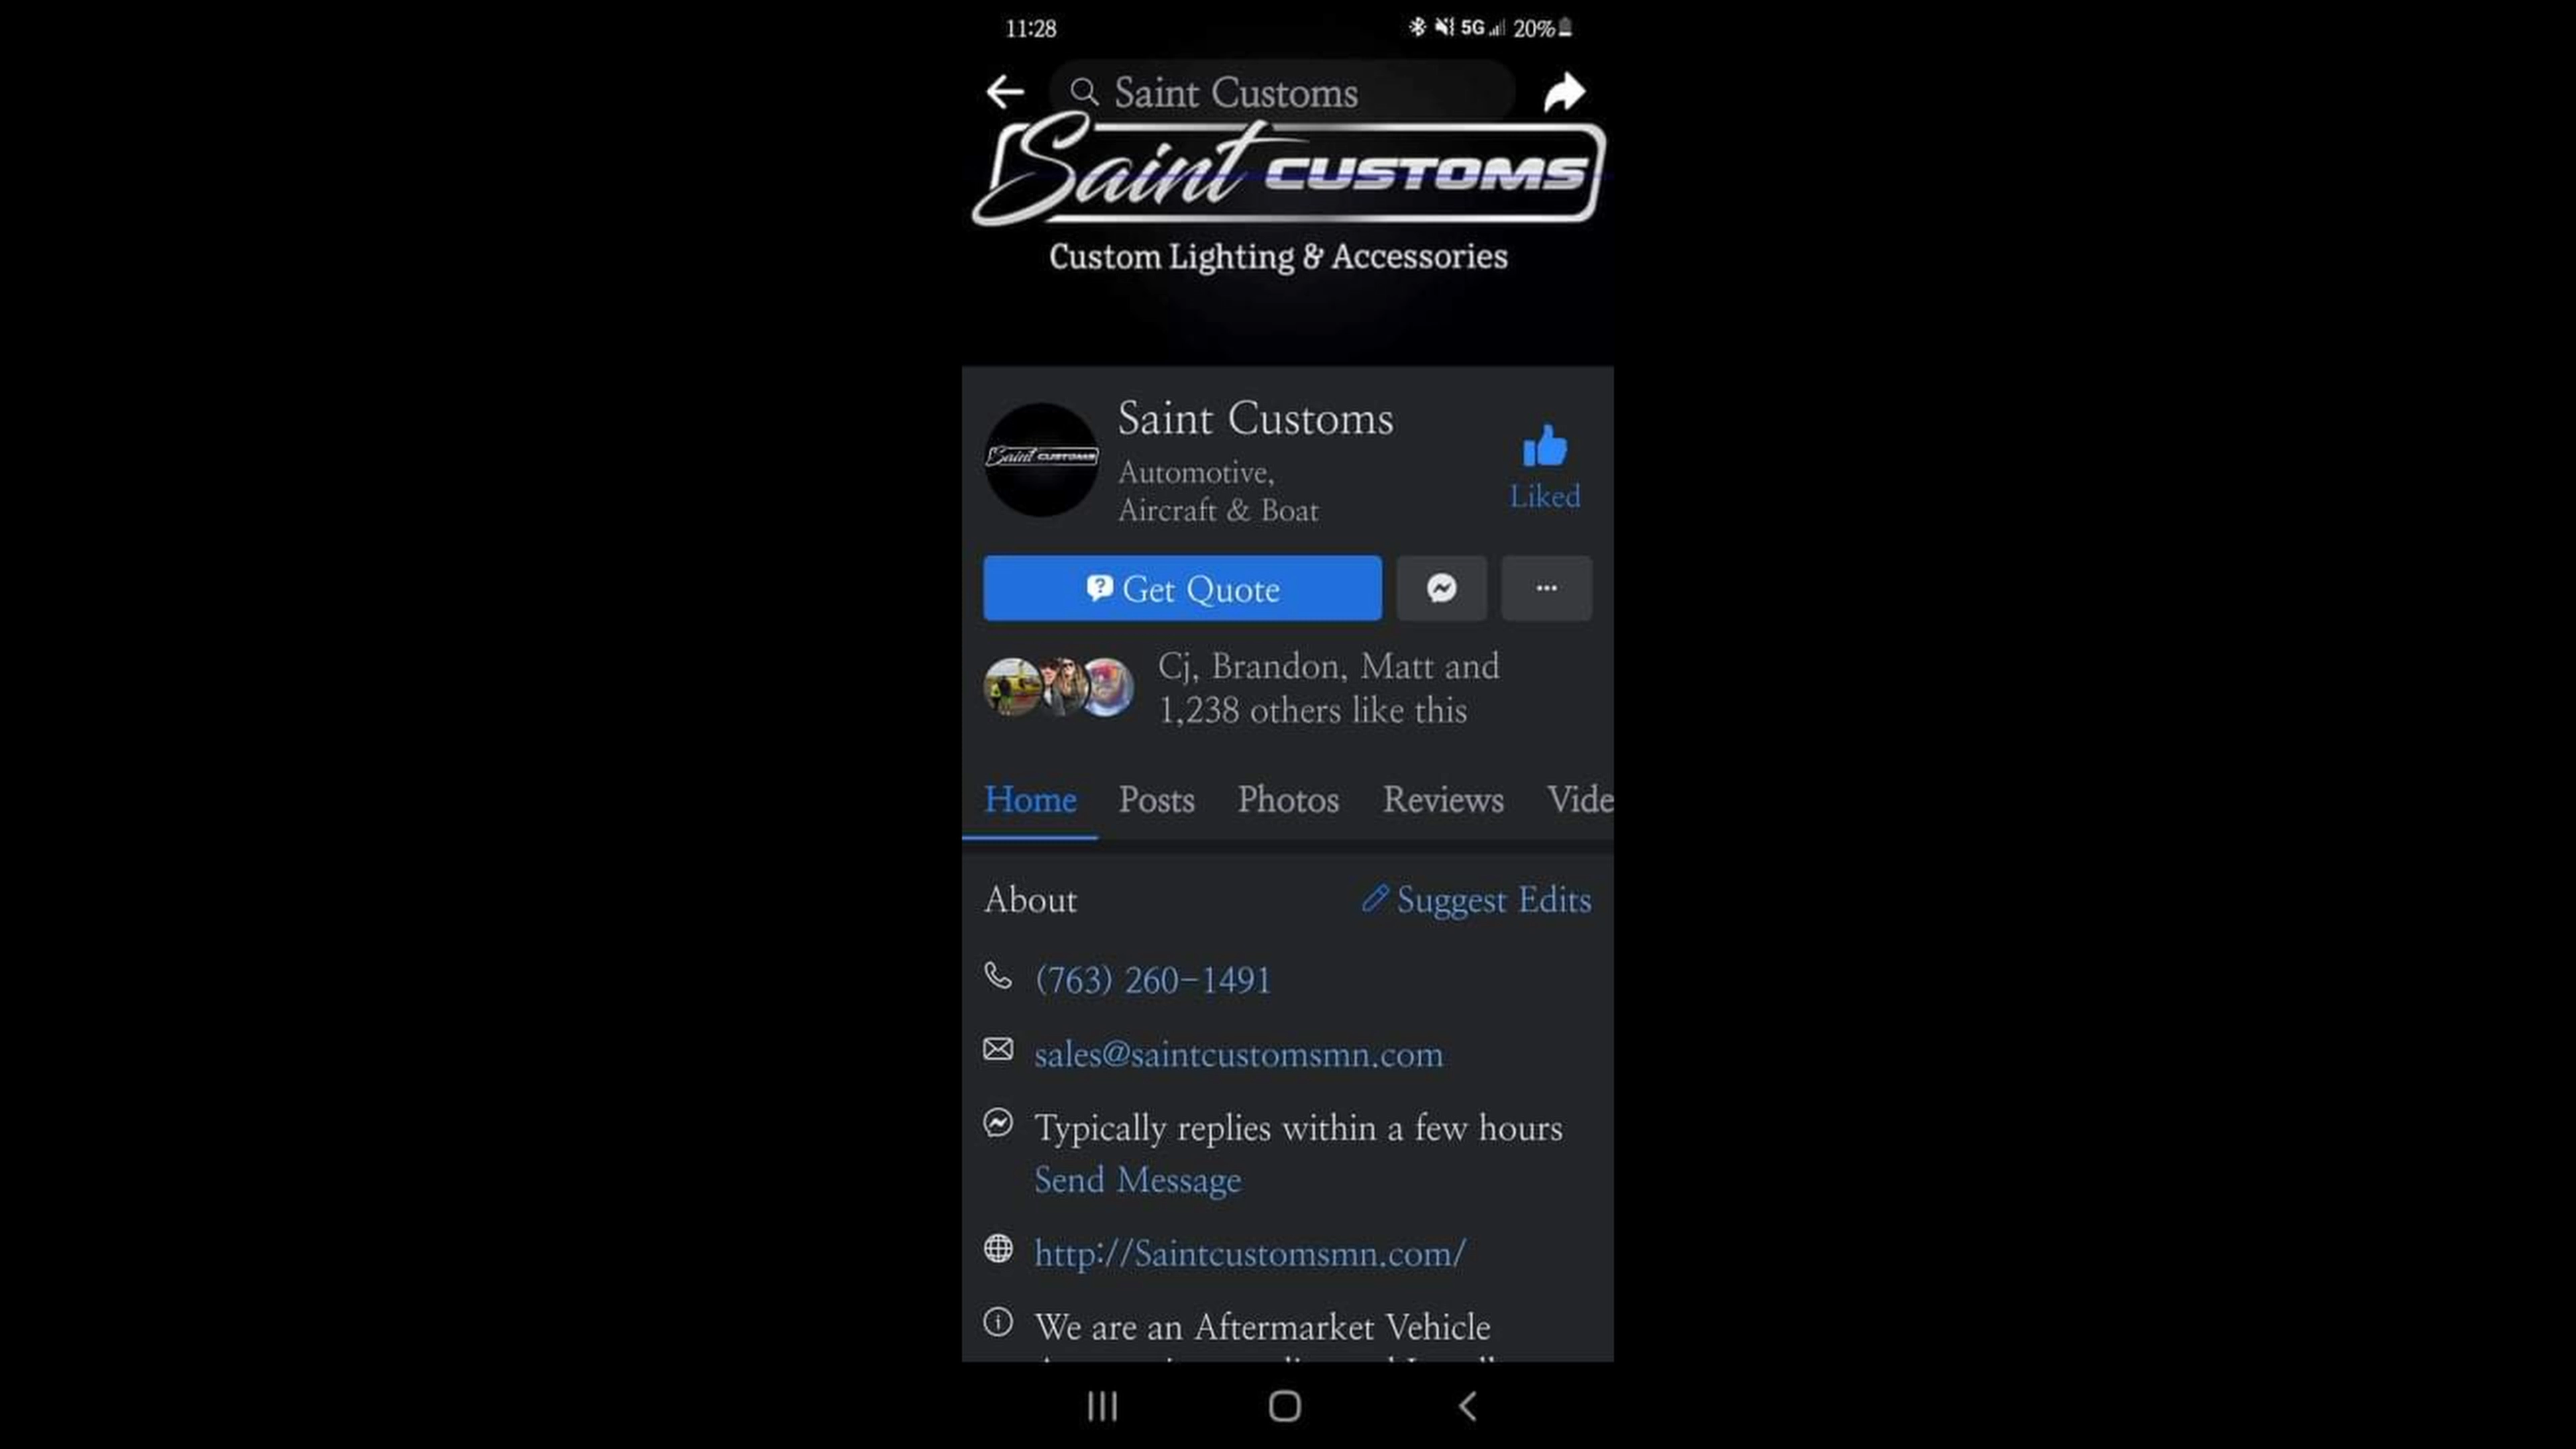 11:28
5G 20%
Saint Customs
Saint CUSTOMS
Custom Lighting & Accessories
Saint CUSTOMS
Saint Customs
Automotive,
Aircraft & Boat
Liked
Get Quote
Cj, Brandon, Matt and
1,238 others like this
Home Posts Photos Reviews Vide
About
Suggest Edits
(763) 260-1491
sales@saintcustomsmn.com
Typically replies within a few hours
Send Message
http://Saintcustomsmn.com/
We are an Aftermarket Vehicle